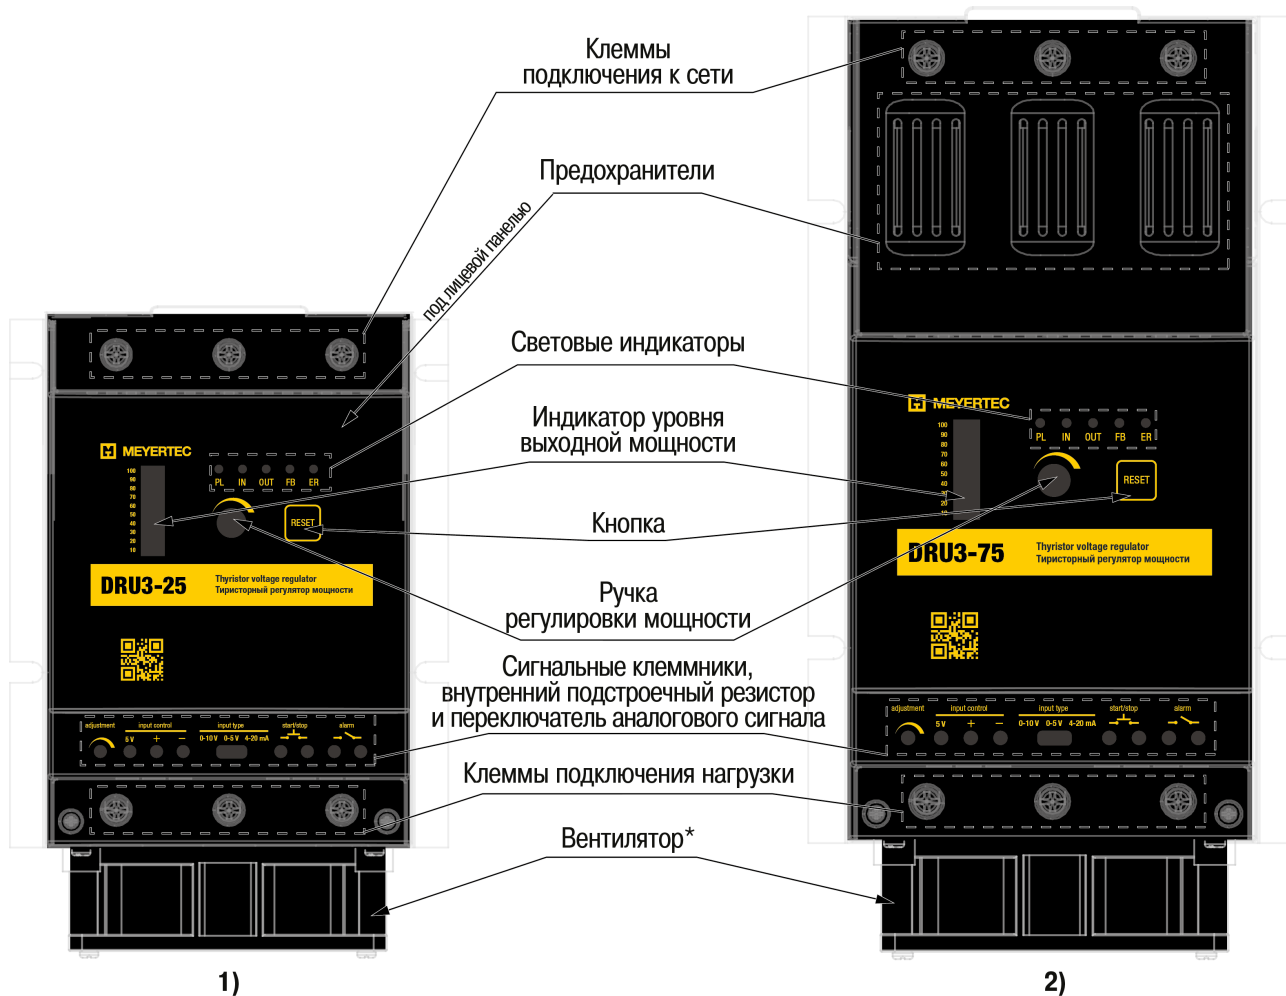 Клеммы
подключения к сети
Предохранители
под лицевой панелью
Световые индикаторы
Индикатор уровня
выходной мощности
Кнопка
Ручка
регулировки мощности
Сигнальные клеммники,
внутренний подстроечный резистор
и переключатель аналогового сигнала
Клеммы подключения нагрузки
Вентилятор*
MEYERTEC
100
90
80
70
60
50
40
30
20
10
PL IN OUT FB ER
RESET
DRU3-25
Thyristor voltage regulator
Тиристорный регулятор мощности
adjustment input control input type start/stop alarm
5 V + − 0-10 V 0-5 V 4-20 mA
1)
MEYERTEC
100
90
80
70
60
50
40
30
20
10
PL IN OUT FB ER
RESET
DRU3-75
Thyristor voltage regulator
Тиристорный регулятор мощности
adjustment input control input type start/stop alarm
5 V + − 0-10 V 0-5 V 4-20 mA
2)